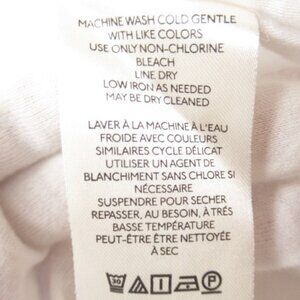 MACHINE WASH COLD GENTLE
WITH LIKE COLORS
USE ONLY NON-CHLORINE
BLEACH
LINE DRY
LOW IRON AS NEEDED
MAY BE DRY CLEANED
LAVER À LA MACHINE À L'EAU
FROIDE AVEC COULEURS
SIMILAIRES CYCLE DÉLICAT
UTILISER UN AGENT DE
BLANCHIMENT SANS CHLORE SI
NÉCESSAIRE
SUSPENDRE POUR SÉCHER
REPASSER, AU BESOIN, À TRÈS
BASSE TEMPÉRATURE
PEUT-ÊTRE ÊTRE NETTOYÉE
À SEC
30 P